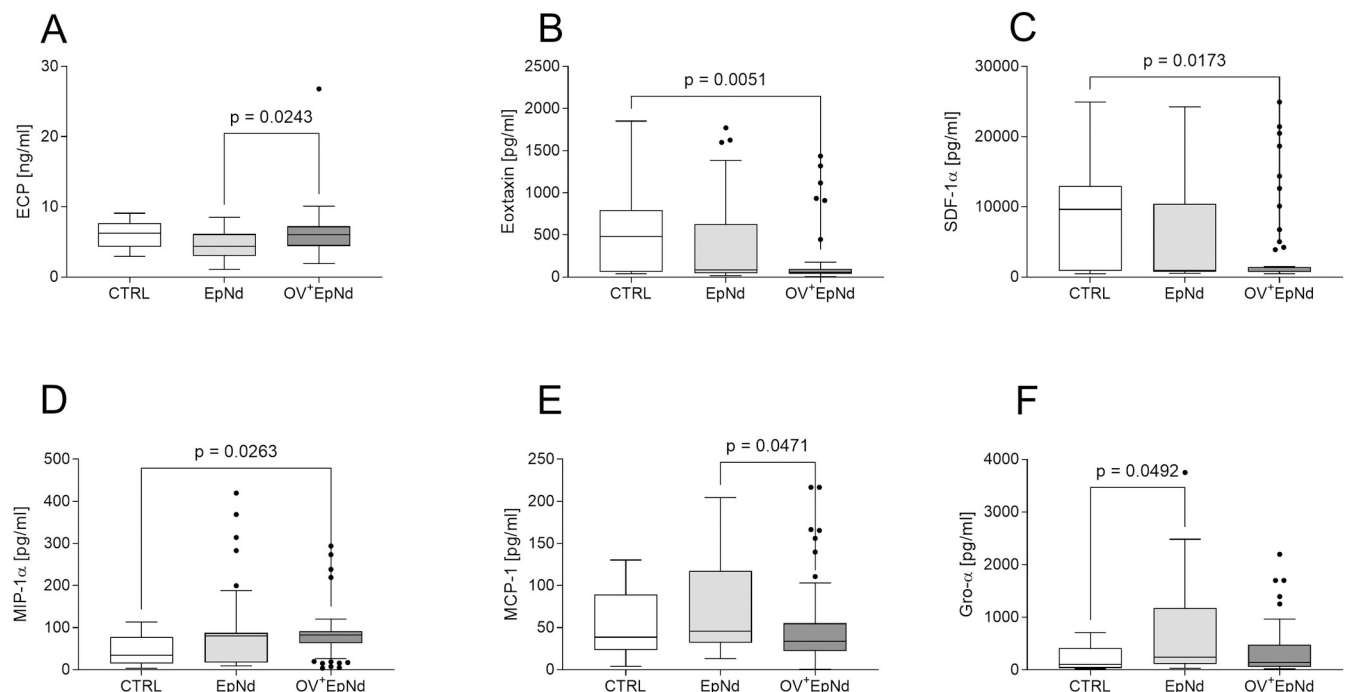 A
ECP [ng/ml]
30
20
10
0
p = 0.0243
CTRL
EpNd
OV⁺EpNd
B
Eoxtaxin [pg/ml]
2500
2000
1500
1000
500
0
p = 0.0051
CTRL
EpNd
OV⁺EpNd
C
SDF-1α [pg/ml]
30000
20000
10000
0
p = 0.0173
CTRL
EpNd
OV⁺EpNd
D
MIP-1α [pg/ml]
500
400
300
200
100
0
p = 0.0263
CTRL
EpNd
OV⁺EpNd
E
MCP-1 [pg/ml]
250
200
150
100
50
0
p = 0.0471
CTRL
EpNd
OV⁺EpNd
F
Gro-α [pg/ml]
4000
3000
2000
1000
0
p = 0.0492
CTRL
EpNd
OV⁺EpNd